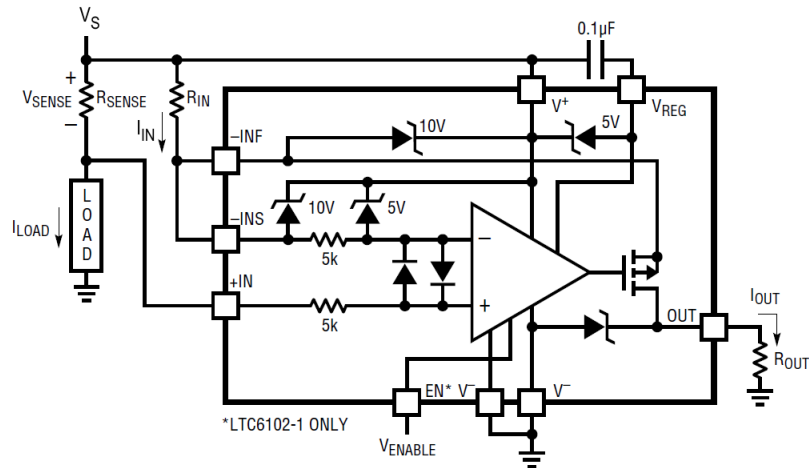 VS
0.1µF
+
VSENSE
RSENSE
RIN
–
IIN
V+
VREG
–INF
10V
5V
ILOAD
LOAD
–INS
10V
5V
5k
–
+IN
5k
+
OUT
IOUT
ROUT
EN* V–
V–
*LTC6102-1 ONLY
VENABLE